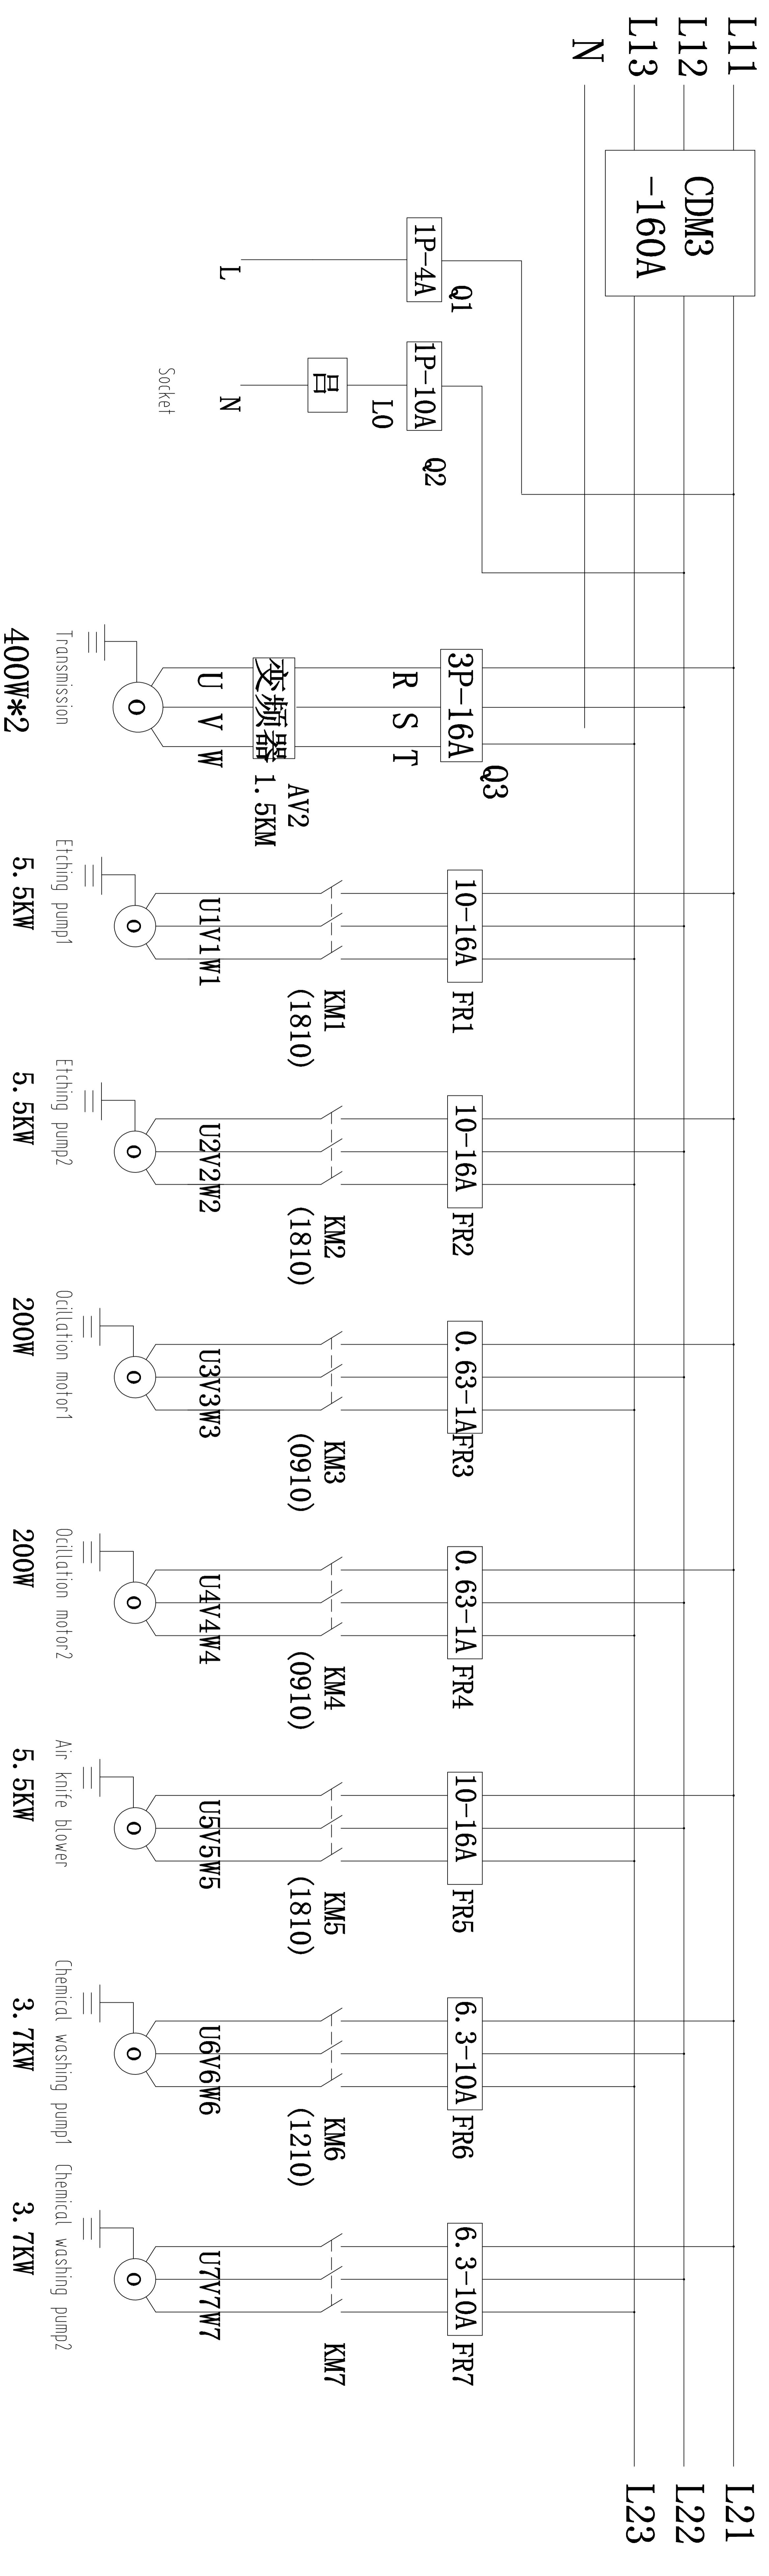 L11
L12
L13
N
CDM3
-160A
1P-4A
Q1
L
1P-10A
Q2
L0
吕
N
Socket
3P-16A
Q3
R S T
变频器
AV2
1.5KM
U V W
Transmission
400W*2
10-16A
FR1
KM1
(1810)
U1V1W1
Etching pump1
5.5KW
10-16A
FR2
KM2
(1810)
U2V2W2
Etching pump2
5.5KW
0.63-1A
FR3
KM3
(0910)
U3V3W3
Ocillation motor1
200W
0.63-1A
FR4
KM4
(0910)
U4V4W4
Ocillation motor2
200W
10-16A
FR5
KM5
(1810)
U5V5W5
Air knife blower
5.5KW
6.3-10A
FR6
KM6
(1210)
U6V6W6
Chemical washing pump1
3.7KW
6.3-10A
FR7
KM7
U7V7W7
Chemical washing pump2
3.7KW
L21
L22
L23